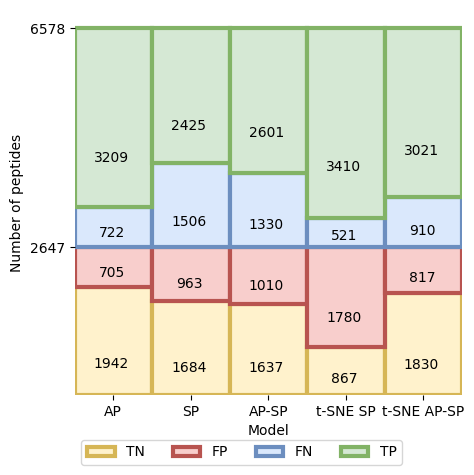 6578
3209 2425 2601 3410 3021
722 1506 1330 521 910
2647
705 963 1010 1780 817
1942 1684 1637 867 1830
Number of peptides
AP SP AP-SP t-SNE SP t-SNE AP-SP
Model
TN FP FN TP